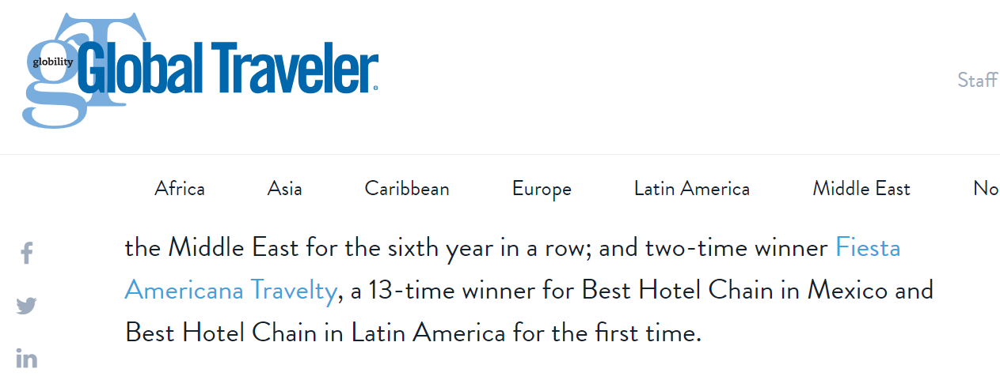 gT
globility
Global Traveler®
Staff
Africa Asia Caribbean Europe Latin America Middle East No
the Middle East for the sixth year in a row; and two-time winner Fiesta
Americana Travelty, a 13-time winner for Best Hotel Chain in Mexico and
Best Hotel Chain in Latin America for the first time.
f
in